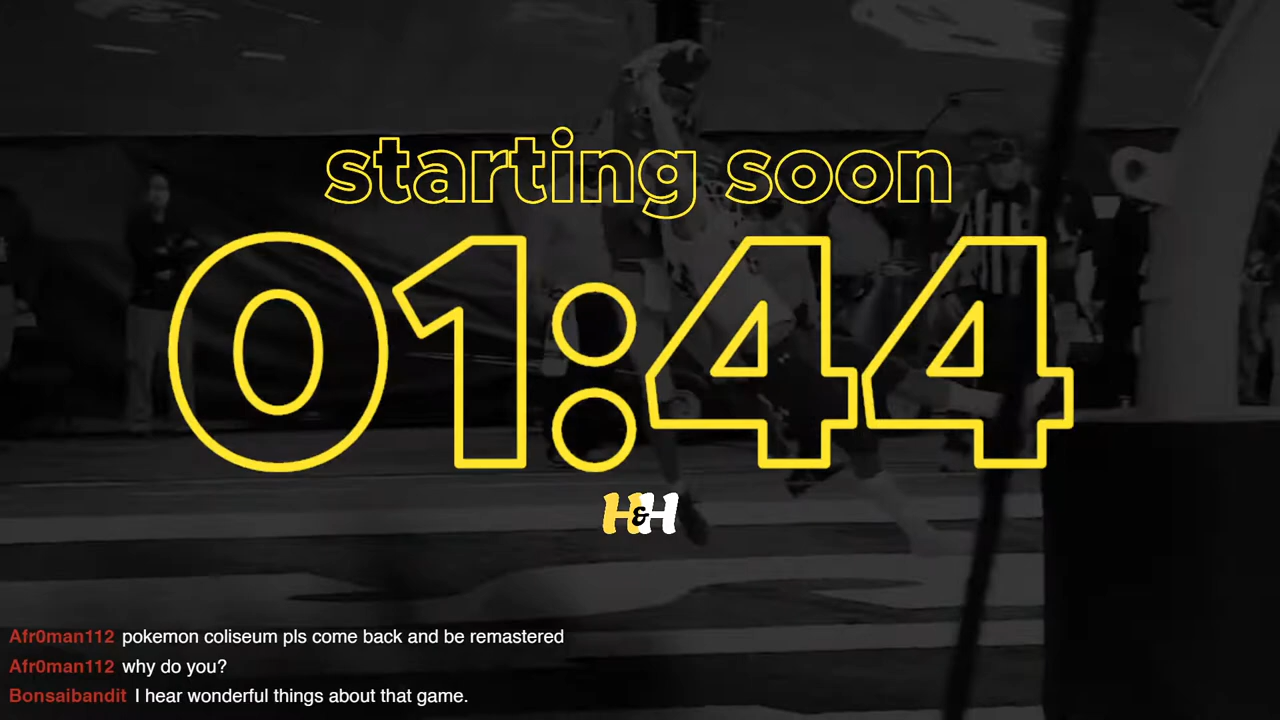 starting soon
01:44
H&H
Afr0man112 pokemon coliseum pls come back and be remastered
Afr0man112 why do you?
Bonsaibandit I hear wonderful things about that game.